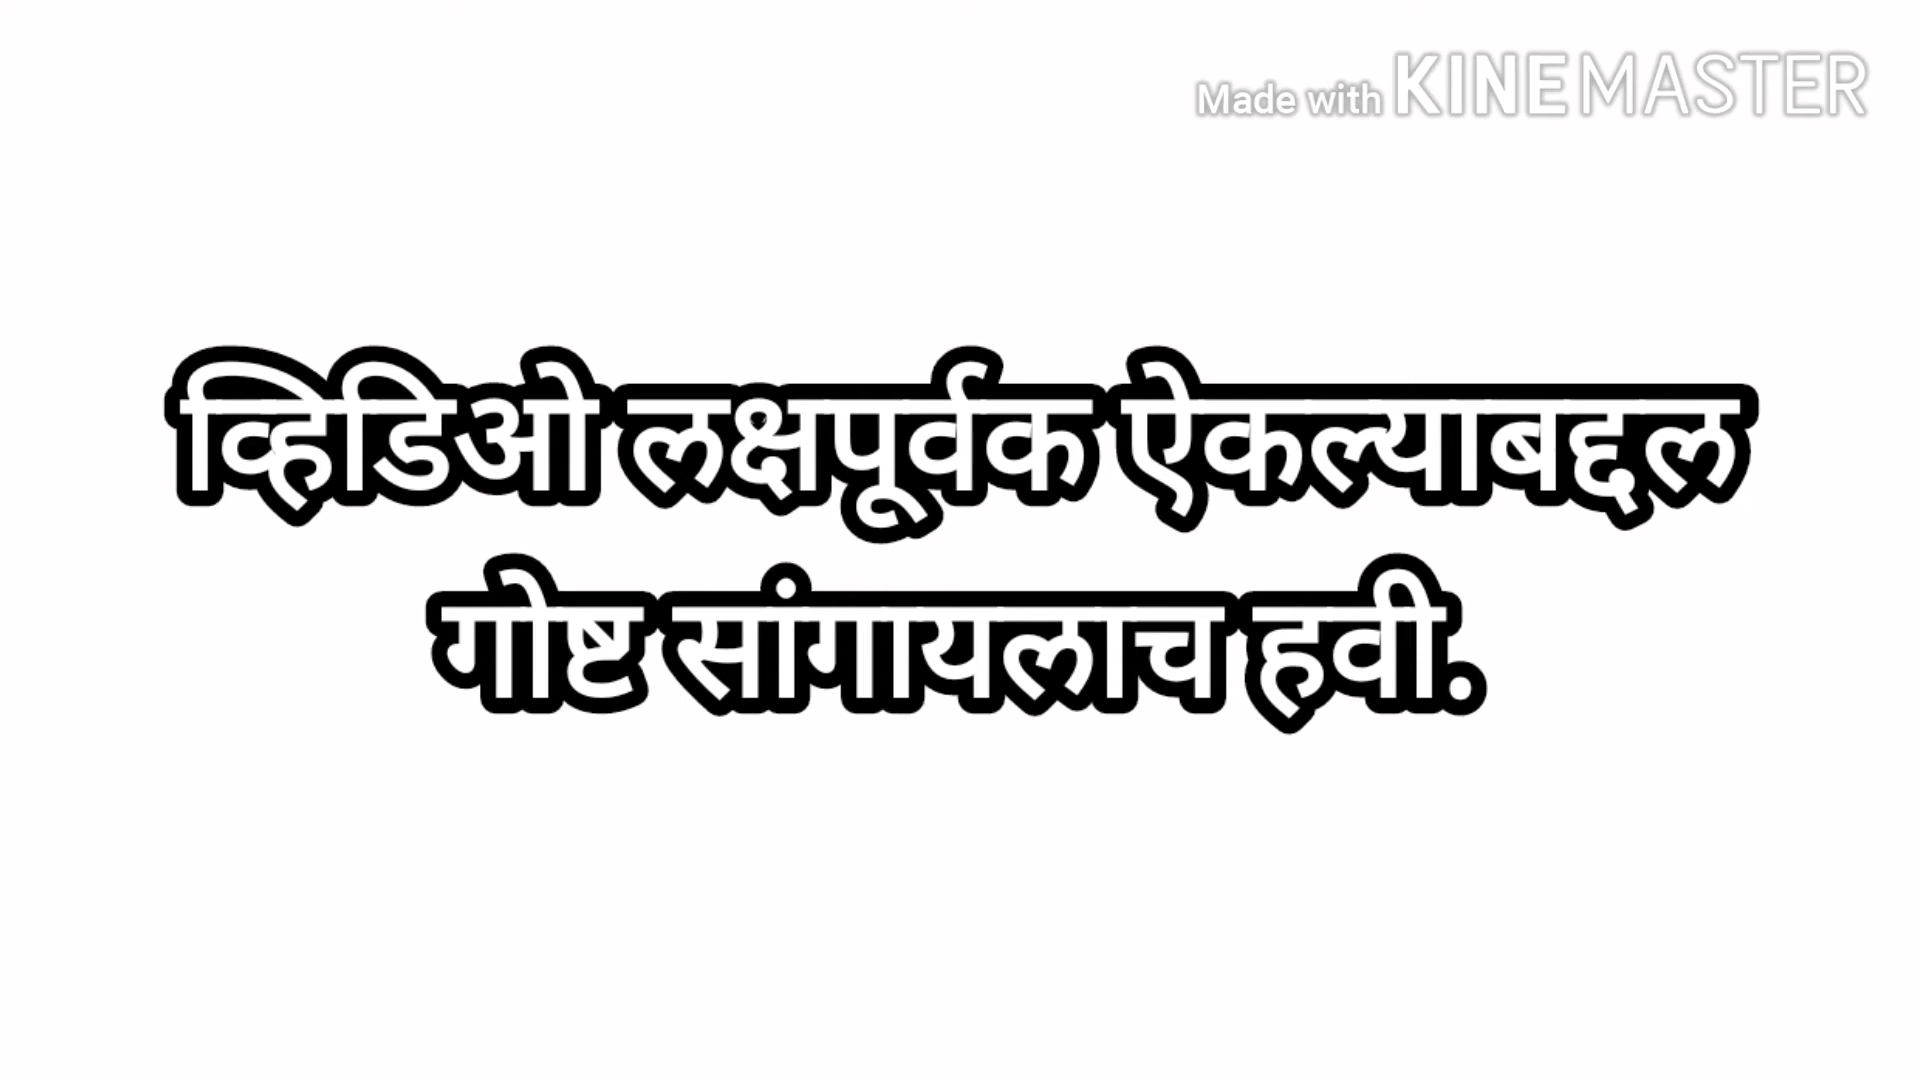 Made with KINEMASTER
व्हिडिओ लक्षपूर्वक ऐकल्याबद्दल
गोष्ट सांगायलाच हवी.